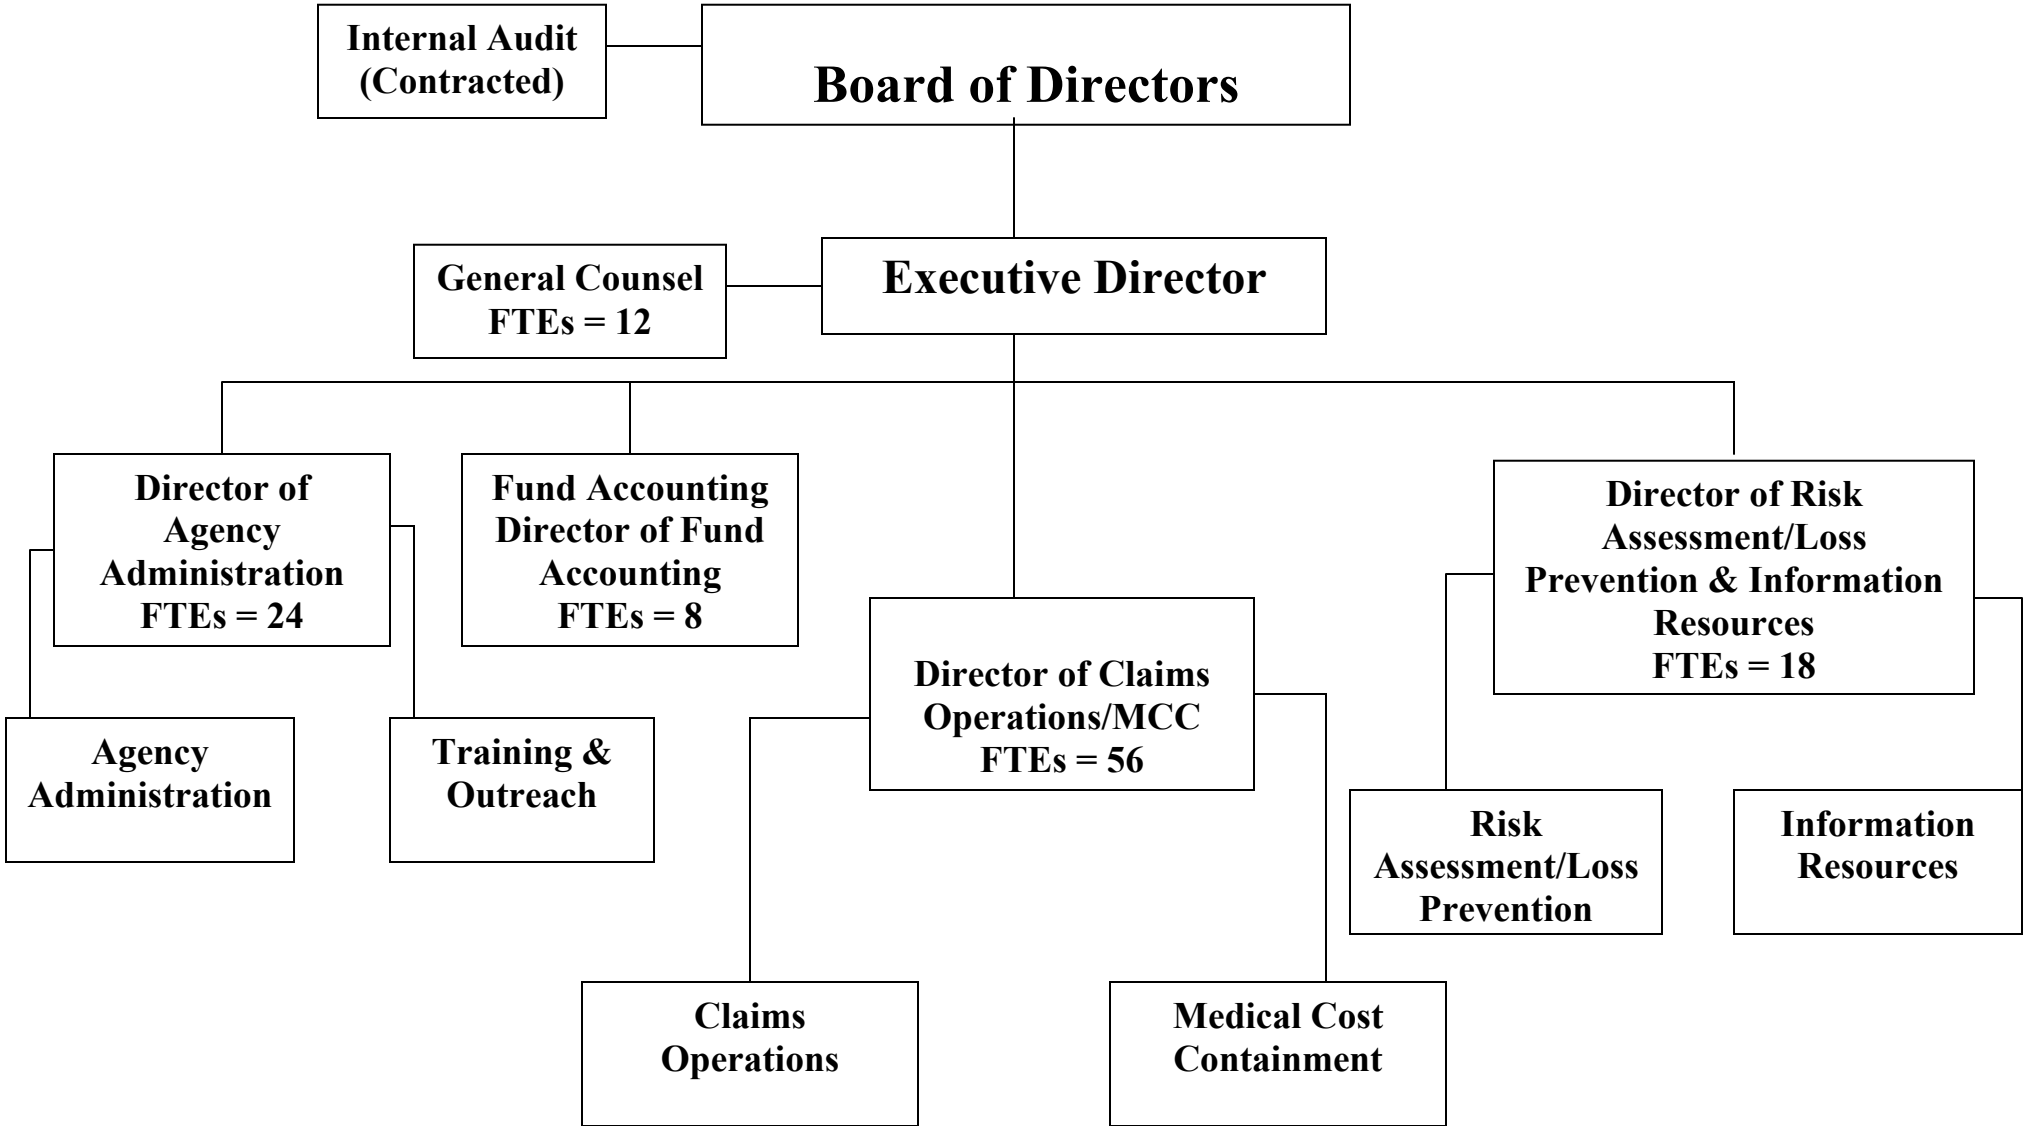 Internal Audit
(Contracted)
Board of Directors
General Counsel
FTEs = 12
Executive Director
Director of
Agency
Administration
FTEs = 24
Fund Accounting
Director of Fund
Accounting
FTEs = 8
Director of Claims
Operations/MCC
FTEs = 56
Director of Risk
Assessment/Loss
Prevention & Information
Resources
FTEs = 18
Agency
Administration
Training &
Outreach
Claims
Operations
Medical Cost
Containment
Risk
Assessment/Loss
Prevention
Information
Resources